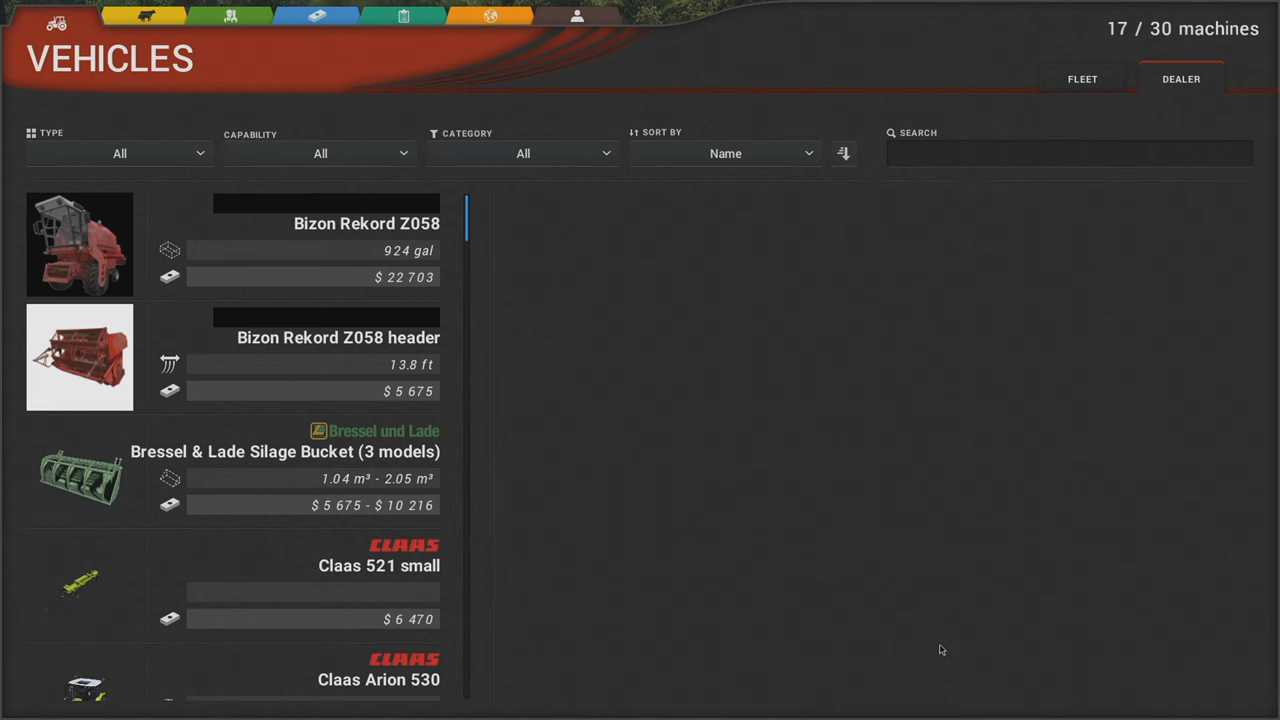 17 / 30 machines
VEHICLES
FLEET
DEALER
TYPE
CAPABILITY
CATEGORY
SORT BY
SEARCH
All
All
All
Name
Bizon Rekord Z058
924 gal
$ 22 703
Bizon Rekord Z058 header
13.8 ft
$ 5 675
Bressel und Lade
Bressel & Lade Silage Bucket (3 models)
1.04 m³ - 2.05 m³
$ 5 675 - $ 10 216
CLAAS
Claas 521 small
$ 6 470
CLAAS
Claas Arion 530